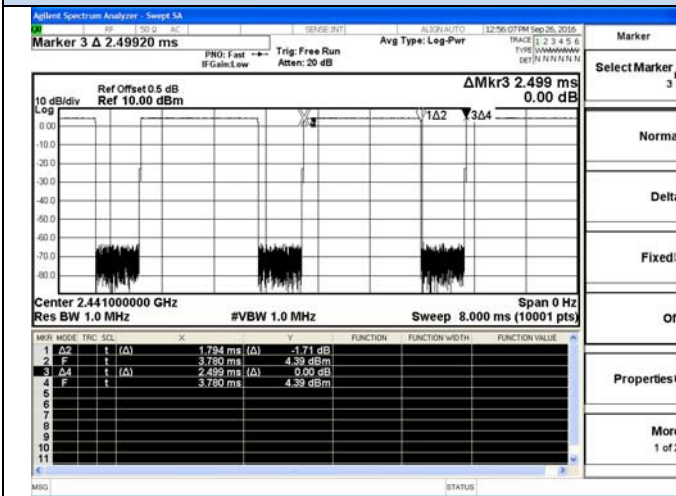 Agilent Spectrum Analyzer - Swept SA
RF 50 Ω AC SENSE:INT ALIGN AUTO 12:56:07 PM Sep 26, 2016
Marker 3 Δ 2.49920 ms
PNO: Fast
IFGain:Low
Trig: Free Run
Atten: 20 dB
Avg Type: Log-Pwr
TRACE 1 2 3 4 5 6
TYPE WWWWWW
DET N N N N N N
Ref Offset 0.5 dB
Ref 10.00 dBm
10 dB/div
Log
ΔMkr3 2.499 ms
0.00 dB
1Δ2
3Δ4
0.00
-10.0
-20.0
-30.0
-40.0
-50.0
-60.0
-70.0
-80.0
Center 2.441000000 GHz
Span 0 Hz
Res BW 1.0 MHz
#VBW 1.0 MHz
Sweep 8.000 ms (10001 pts)
MKR MODE TRC SCL X Y FUNCTION FUNCTION WIDTH FUNCTION VALUE
1 Δ2 t (Δ) 1.794 ms (Δ) -1.71 dB
2 F t 3.780 ms 4.39 dBm
3 Δ4 t (Δ) 2.499 ms (Δ) 0.00 dB
4 F t 3.780 ms 4.39 dBm
5
6
7
8
9
10
11
MSG
STATUS
Marker
Select Marker
3
Norma
Delta
Fixed
Of
Properties
More
1 of 2